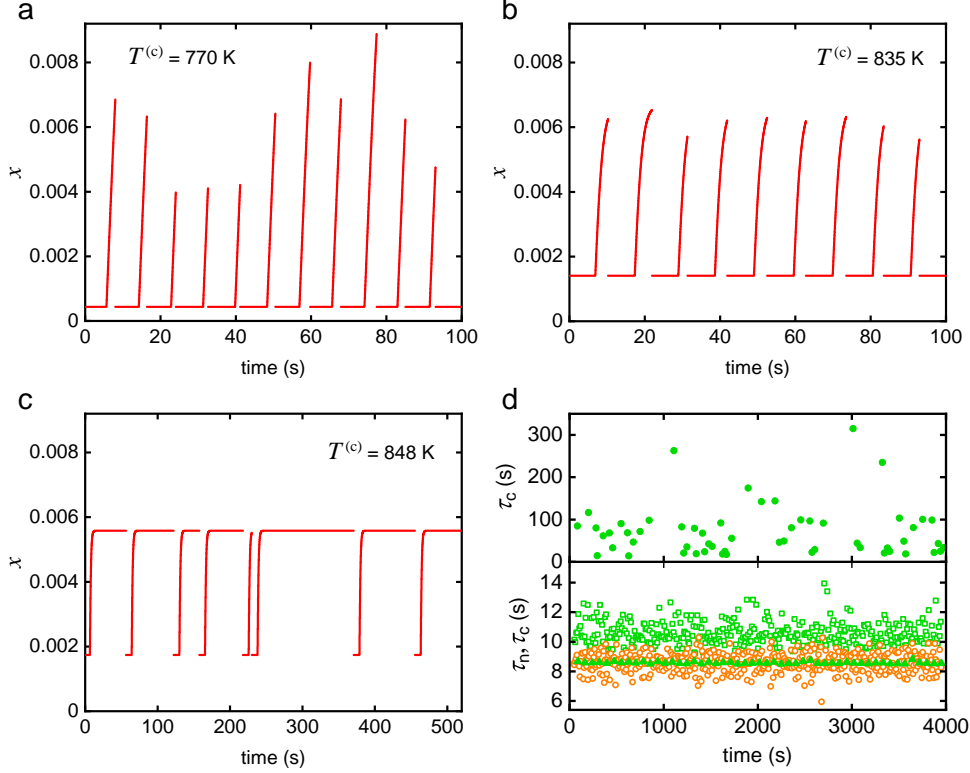 a
T(c) = 770 K
0.008
0.006
0.004
0.002
0
x
0 20 40 60 80 100
time (s)
b
T(c) = 835 K
0.008
0.006
0.004
0.002
0
x
0 20 40 60 80 100
time (s)
c
T(c) = 848 K
0.008
0.006
0.004
0.002
0
x
0 100 200 300 400 500
time (s)
d
300
200
100
0
τc (s)
14
12
10
8
6
τn, τc (s)
0 1000 2000 3000 4000
time (s)